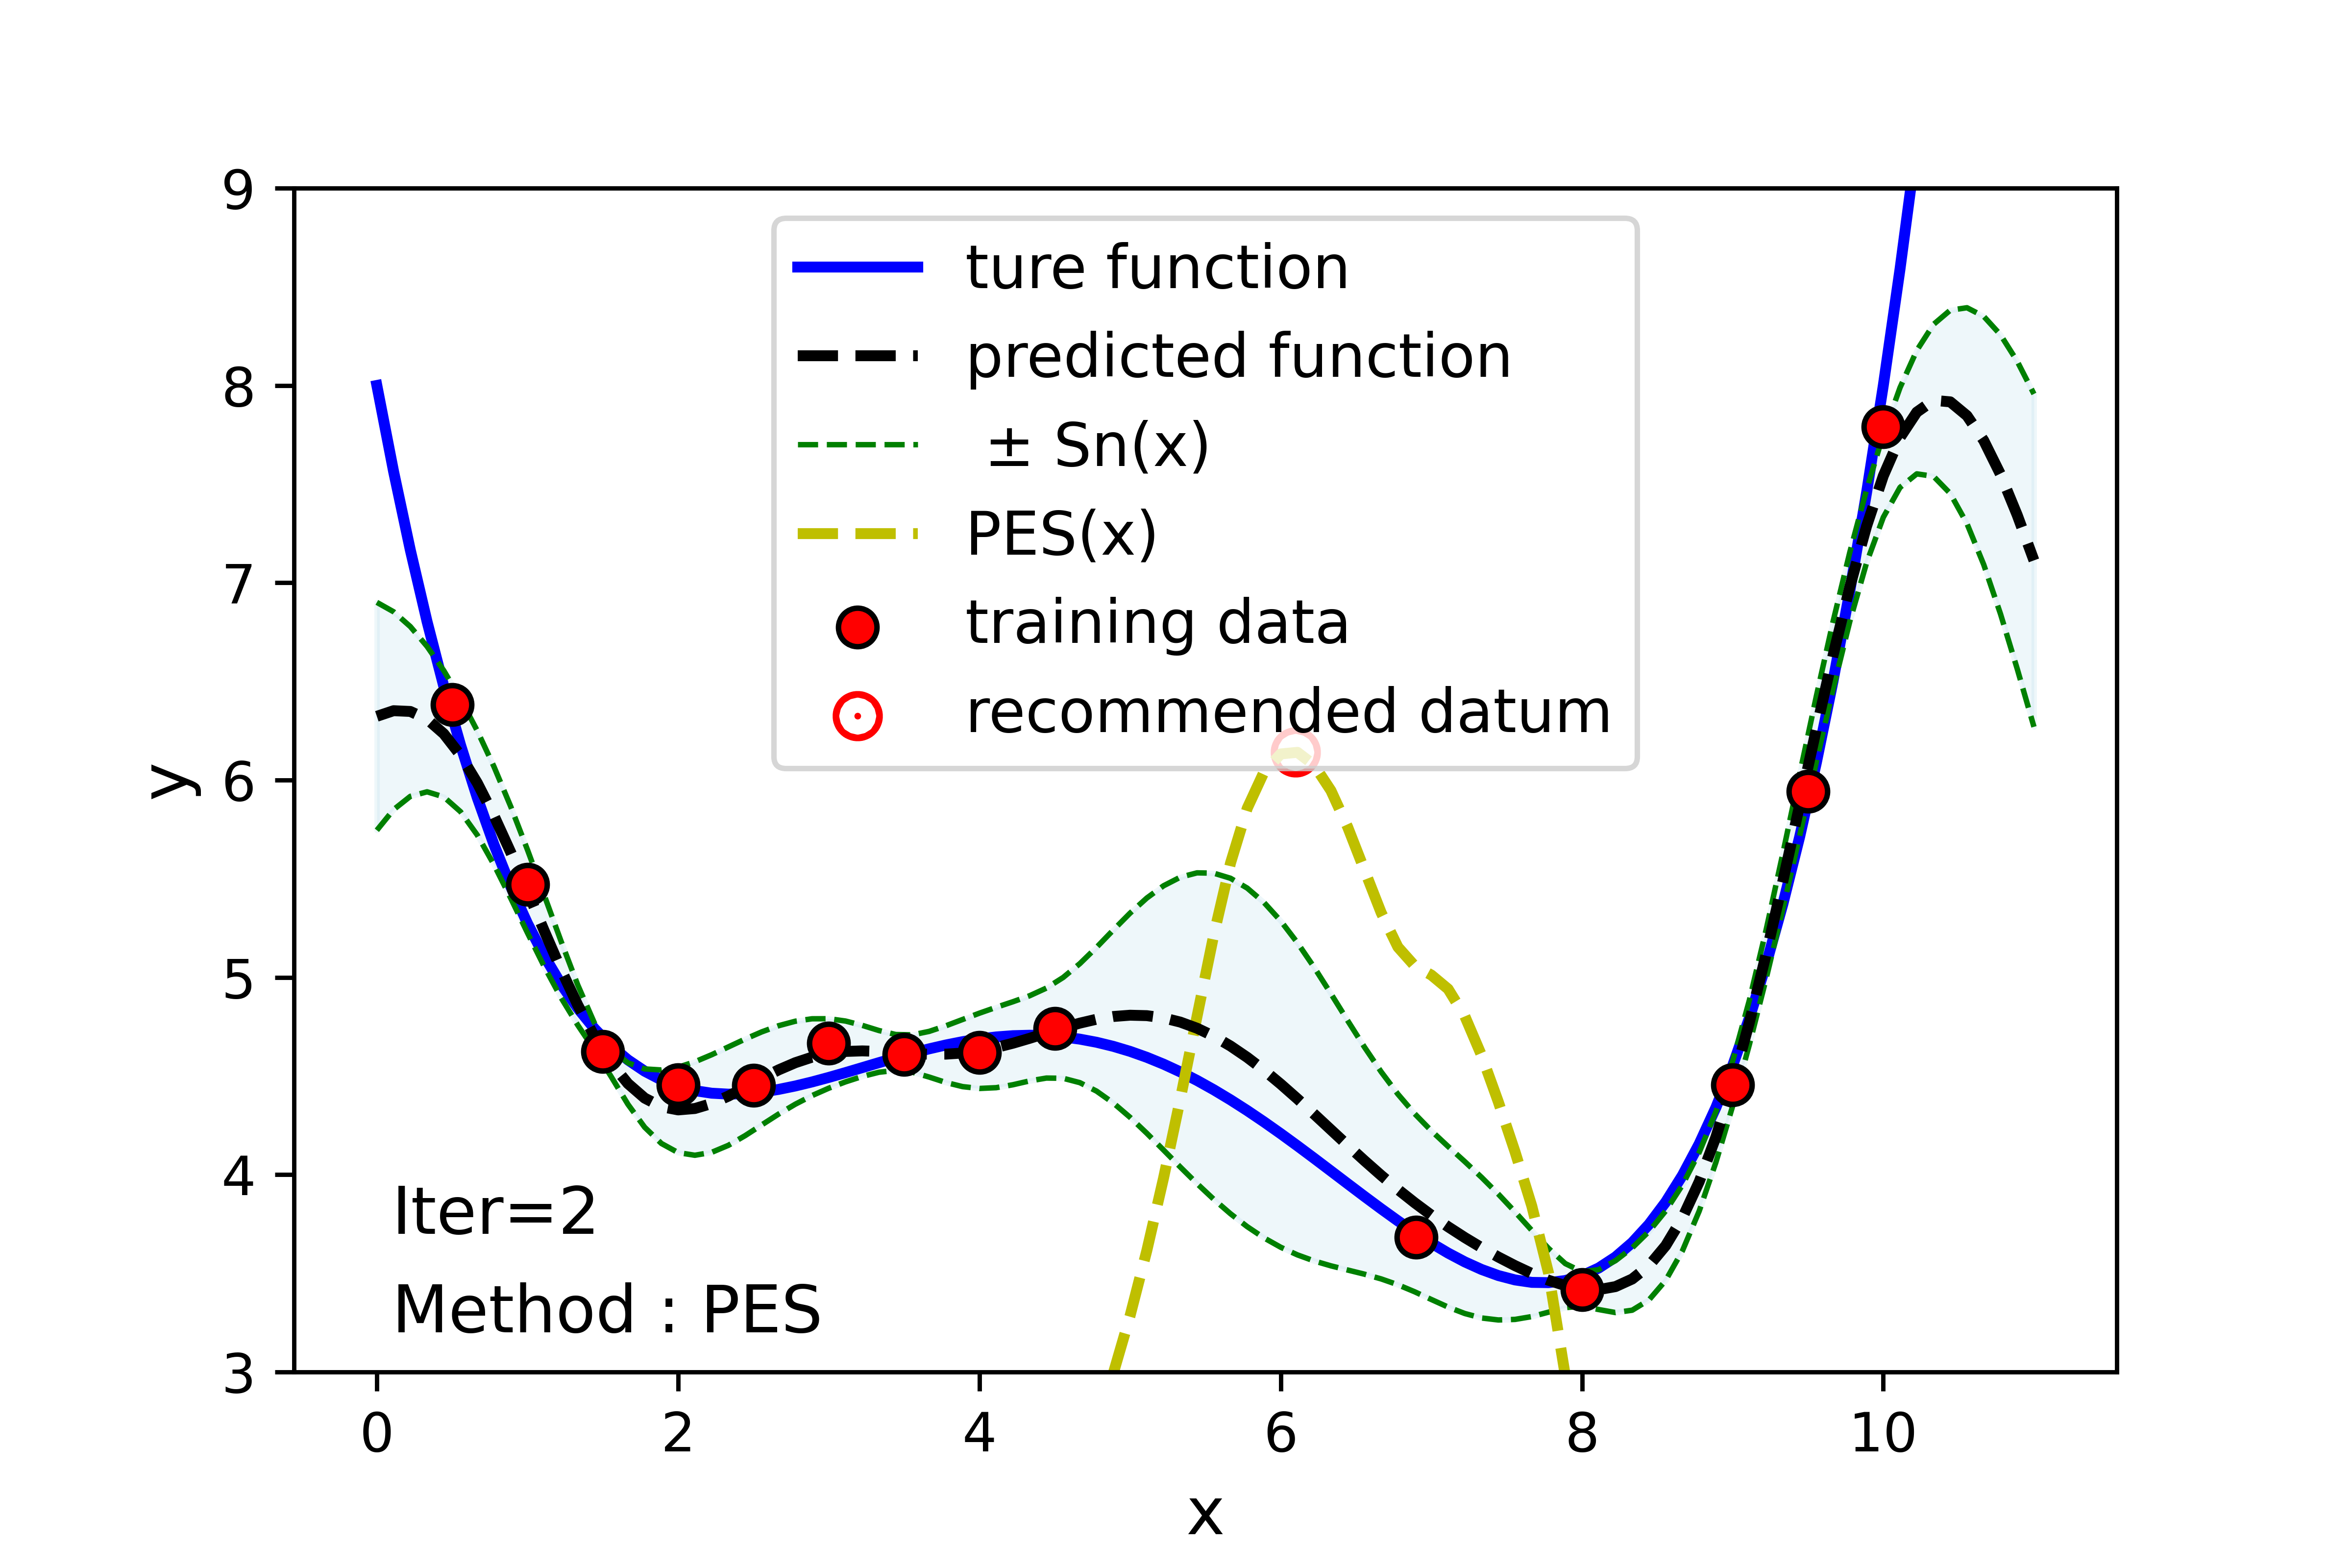 ture function
predicted function
± Sn(x)
PES(x)
training data
recommended datum
Iter=2
Method : PES
y
9
8
7
6
5
4
3
0 2 4 6 8 10
x